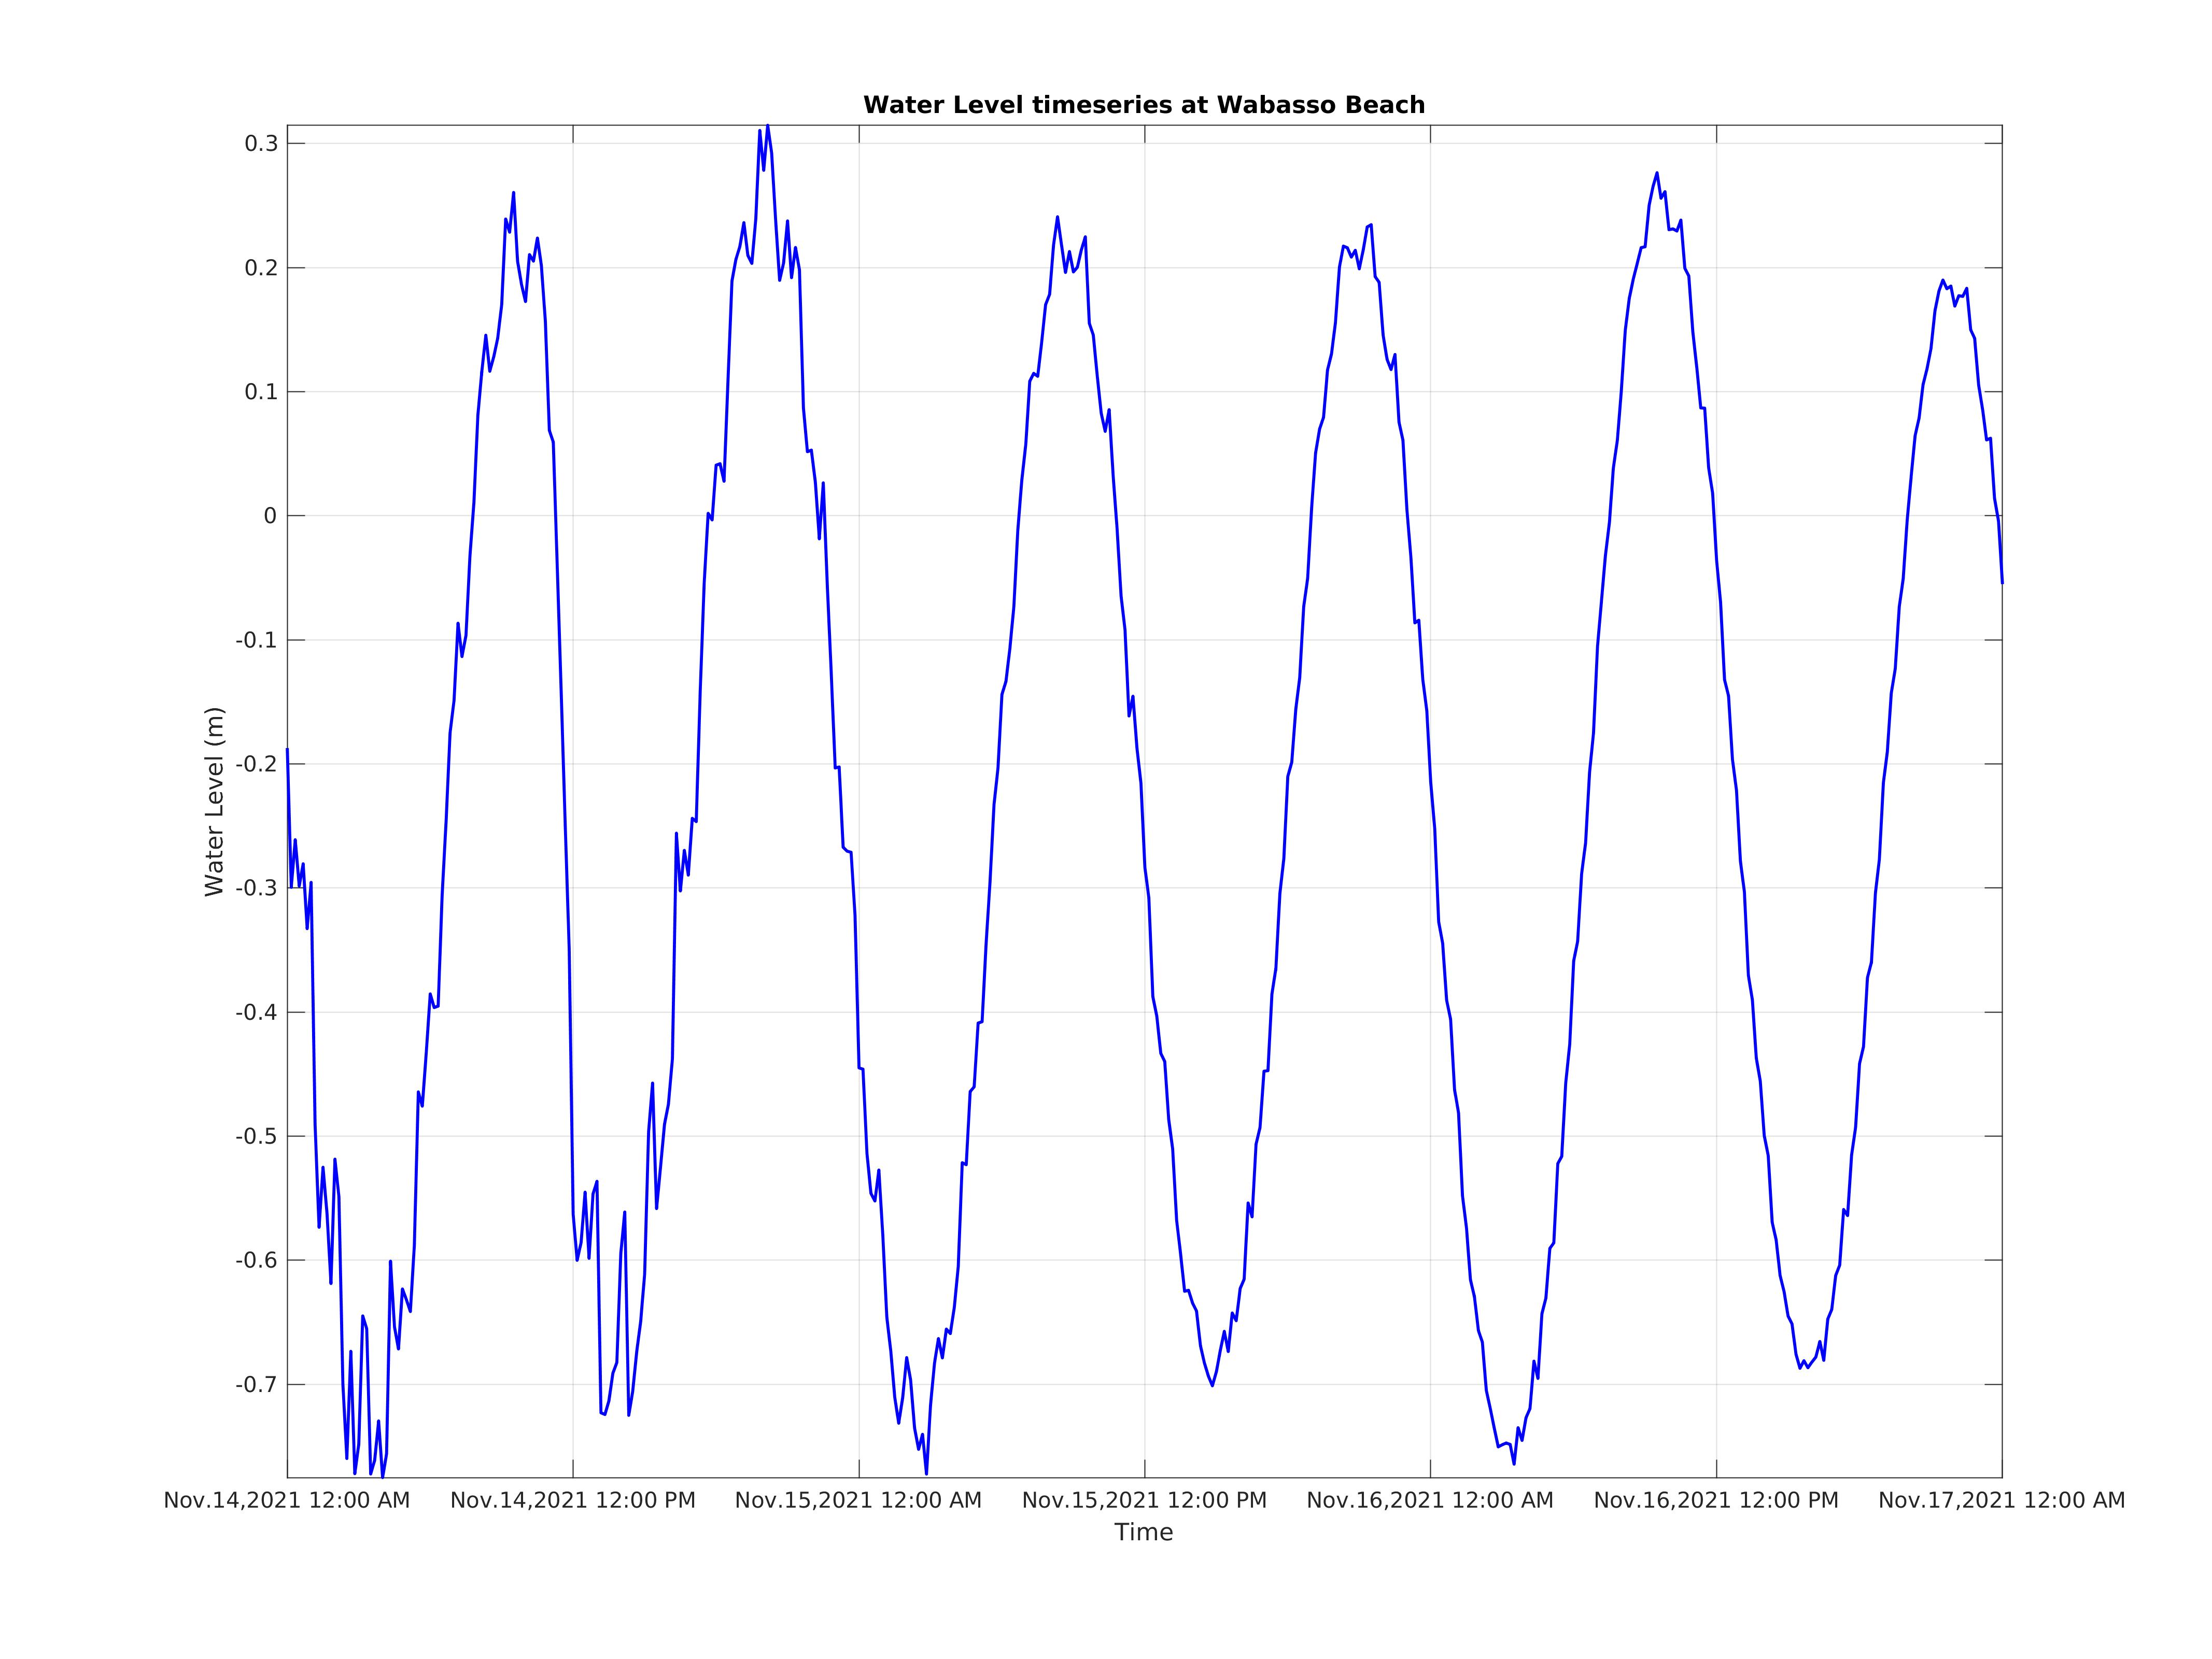 Water Level timeseries at Wabasso Beach
0.3
0.2
0.1
0
-0.1
-0.2
-0.3
-0.4
-0.5
-0.6
-0.7
Water Level (m)
Nov.14,2021 12:00 AM
Nov.14,2021 12:00 PM
Nov.15,2021 12:00 AM
Nov.15,2021 12:00 PM
Nov.16,2021 12:00 AM
Nov.16,2021 12:00 PM
Nov.17,2021 12:00 AM
Time